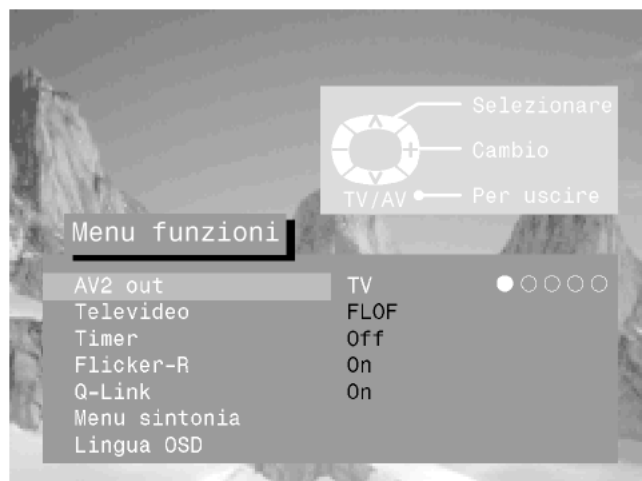 Selezionare
Cambio
TV/AV Per uscire
Menu funzioni
AV2 out TV
Televideo FLOF
Timer Off
Flicker-R On
Q-Link On
Menu sintonia
Lingua OSD